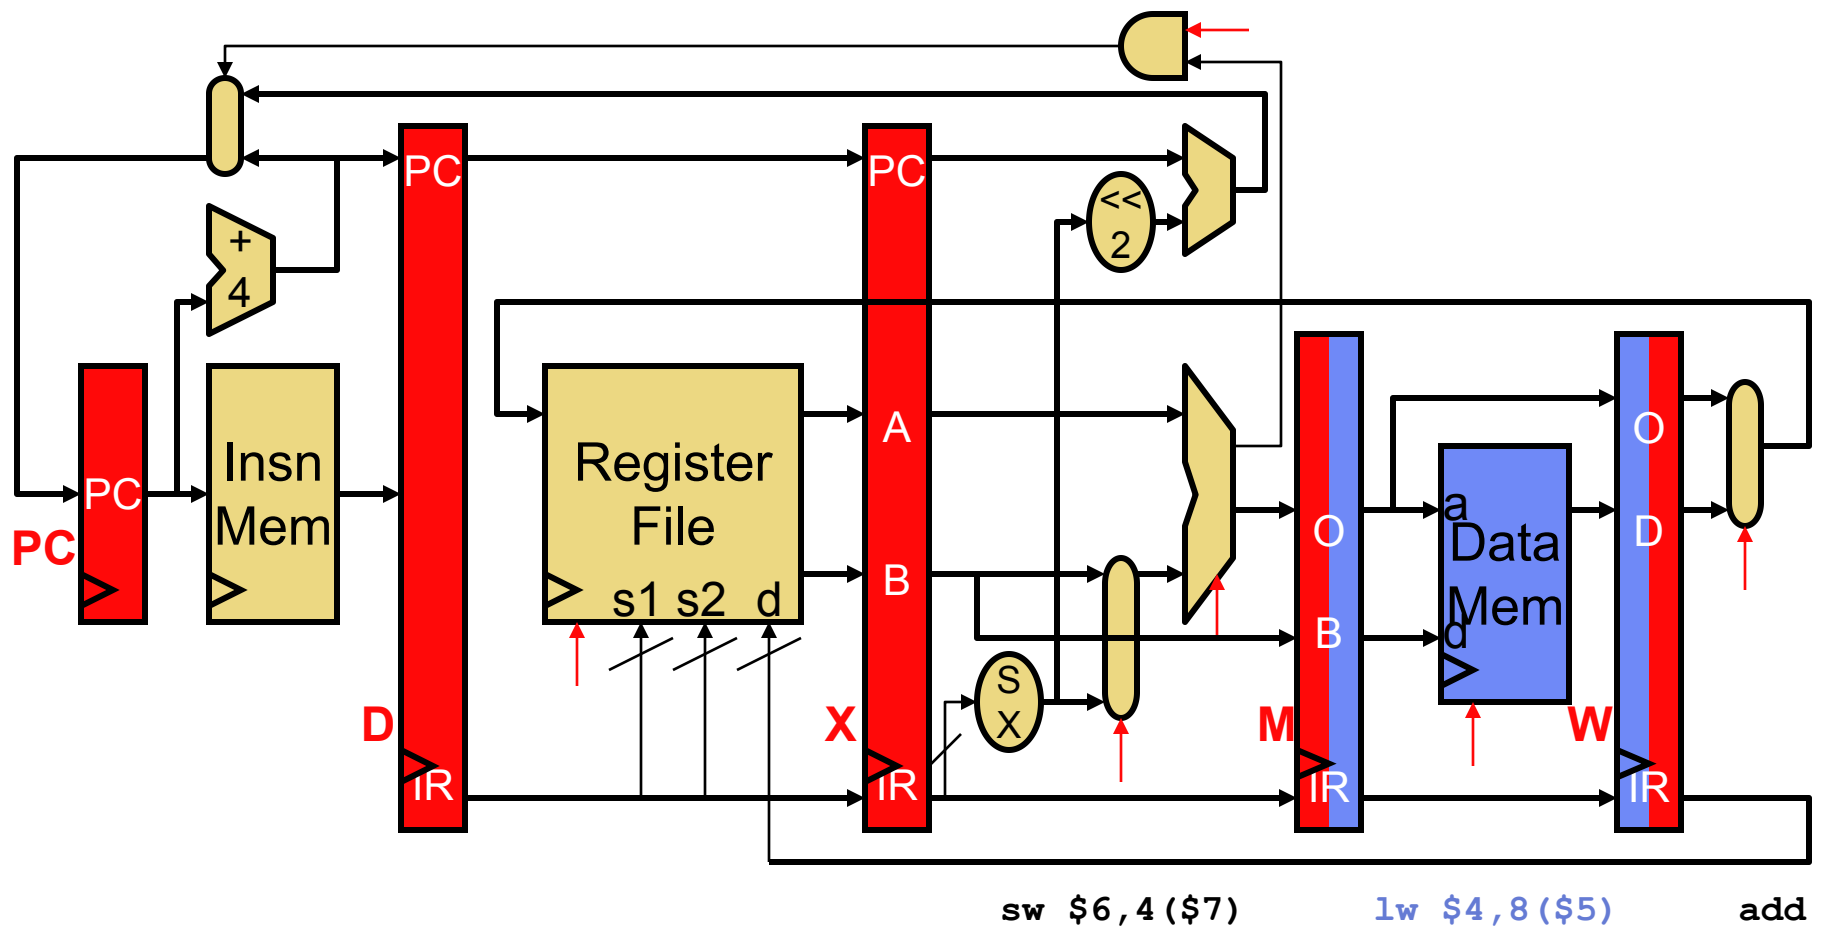 PC
PC
<<
2
+
4
A
O
Insn
Mem
Register
File
PC
a
Data
Mem
d
O
D
PC
B
s1 s2 d
B
S
X
D
X
M
W
IR
IR
IR
IR
sw $6,4($7)
lw $4,8($5)
add